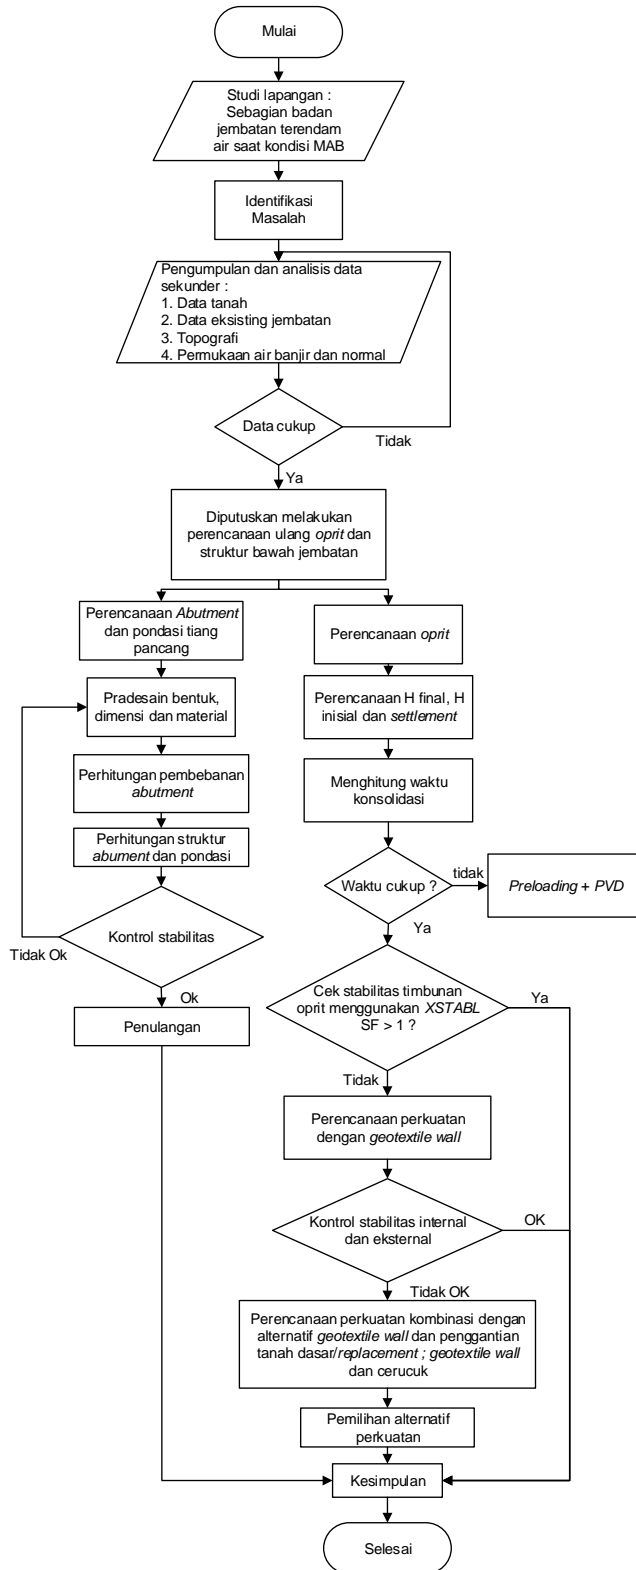 Mulai
Studi lapangan :
Sebagian badan
jembatan terendam
air saat kondisi MAB
Identifikasi
Masalah
Pengumpulan dan analisis data
sekunder :
1. Data tanah
2. Data eksisting jembatan
3. Topografi
4. Permukaan air banjir dan normal
Data cukup
Tidak
Ya
Diputuskan melakukan
perencanaan ulang oprit dan
struktur bawah jembatan
Perencanaan Abutment
dan pondasi tiang
pancang
Pradesain bentuk,
dimensi dan material
Perhitungan pembebanan
abutment
Perhitungan struktur
abument dan pondasi
Kontrol stabilitas
Tidak Ok
Ok
Penulangan
Perencanaan oprit
Perencanaan H final, H
inisial dan settlement
Menghitung waktu
konsolidasi
Waktu cukup ?
tidak
Preloading + PVD
Ya
Cek stabilitas timbunan
oprit menggunakan XSTABL
SF > 1 ?
Ya
Tidak
Perencanaan perkuatan
dengan geotextile wall
Kontrol stabilitas internal
dan eksternal
OK
Tidak OK
Perencanaan perkuatan kombinasi dengan
alternatif geotextile wall dan penggantian
tanah dasar/replacement ; geotextile wall
dan cerucuk
Pemilihan alternatif
perkuatan
Kesimpulan
Selesai